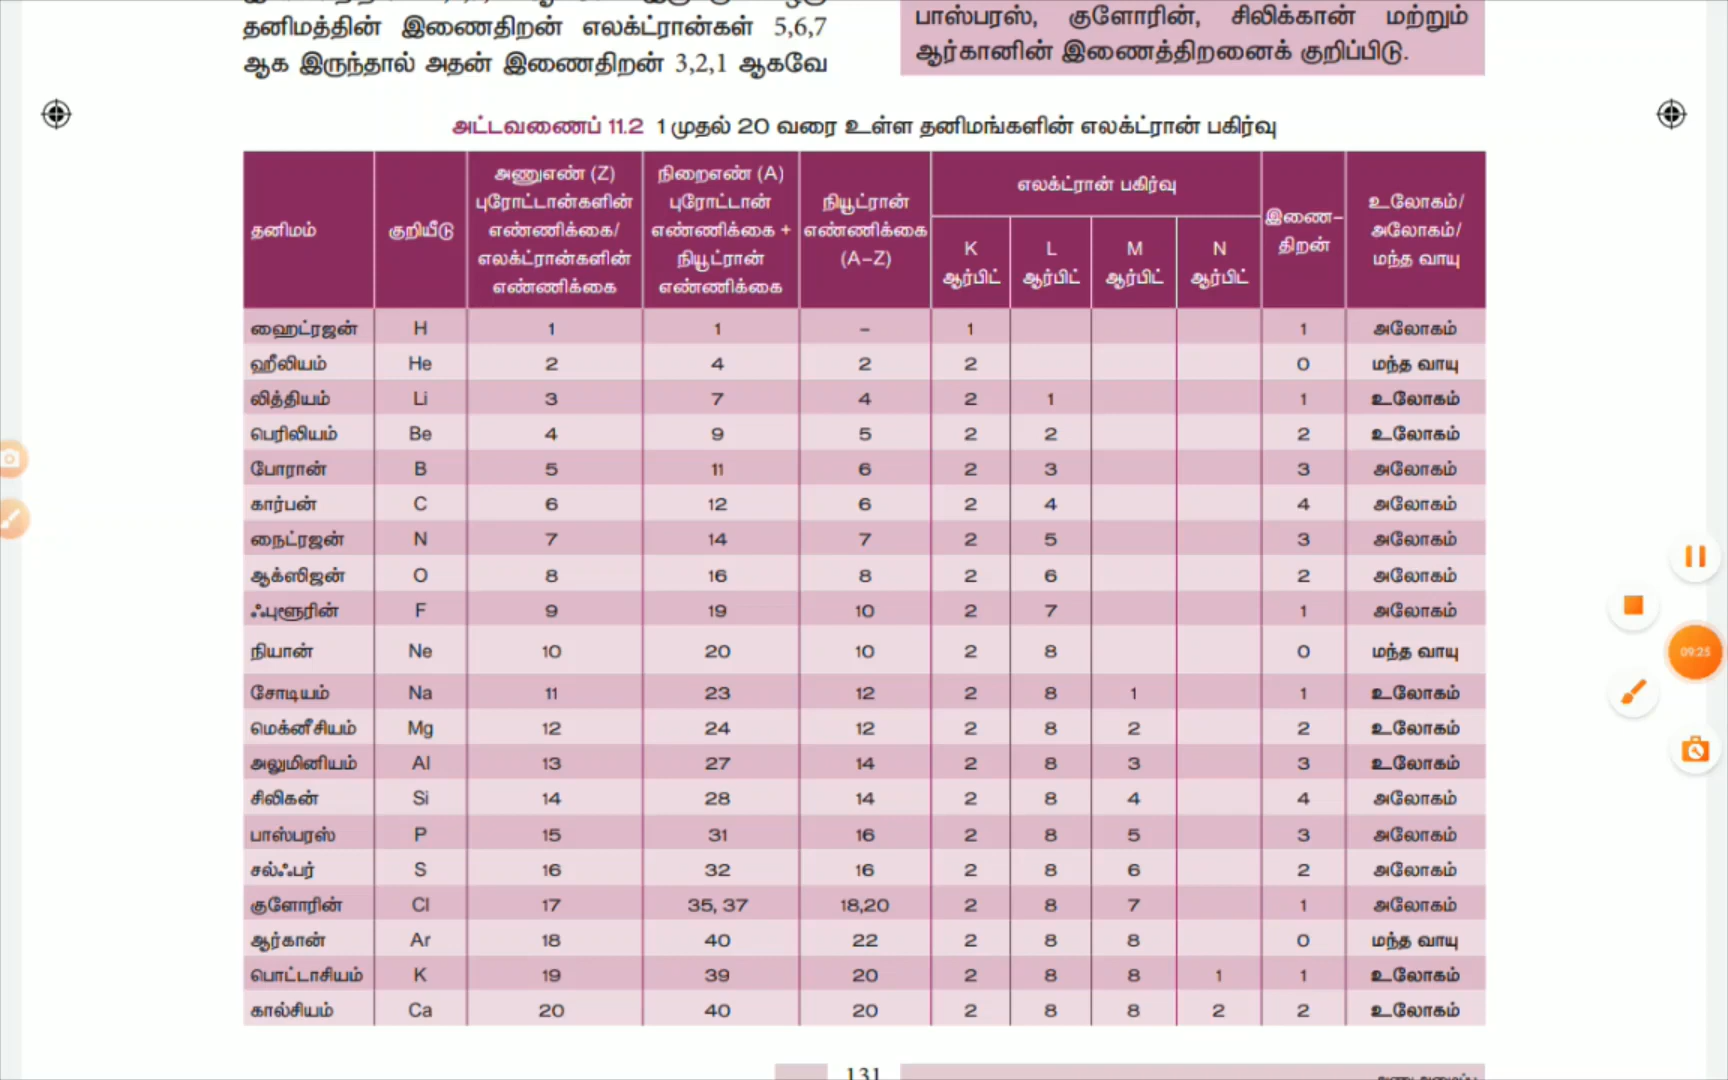 தனிமத்தின் இணைதிறன் எலக்ட்ரான்கள் 5,6,7
ஆக இருந்தால் அதன் இணைதிறன் 3,2,1 ஆகவே
பாஸ்பரஸ், குளோரின், சிலிக்கான் மற்றும்
ஆர்கானின் இணைத்திறனைக் குறிப்பிடு.
அட்டவணைப் 11.2 1 முதல் 20 வரை உள்ள தனிமங்களின் எலக்ட்ரான் பகிர்வு
தனிமம்
குறியீடு
அணுஎண் (Z)
புரோட்டான்களின்
எண்ணிக்கை/
எலக்ட்ரான்களின்
எண்ணிக்கை
நிறைஎண் (A)
புரோட்டான்
எண்ணிக்கை +
நியூட்ரான்
எண்ணிக்கை
நியூட்ரான்
எண்ணிக்கை
(A–Z)
எலக்ட்ரான் பகிர்வு
K
ஆர்பிட்
L
ஆர்பிட்
M
ஆர்பிட்
N
ஆர்பிட்
இணை–
திறன்
உலோகம்/
அலோகம்/
மந்த வாயு
ஹைட்ரஜன் H 1 1 – 1 1 அலோகம்
ஹீலியம் He 2 4 2 2 0 மந்த வாயு
லித்தியம் Li 3 7 4 2 1 1 உலோகம்
பெரிலியம் Be 4 9 5 2 2 2 உலோகம்
போரான் B 5 11 6 2 3 3 அலோகம்
கார்பன் C 6 12 6 2 4 4 அலோகம்
நைட்ரஜன் N 7 14 7 2 5 3 அலோகம்
ஆக்ஸிஜன் O 8 16 8 2 6 2 அலோகம்
ஃபுளூரின் F 9 19 10 2 7 1 அலோகம்
நியான் Ne 10 20 10 2 8 0 மந்த வாயு
சோடியம் Na 11 23 12 2 8 1 1 உலோகம்
மெக்னீசியம் Mg 12 24 12 2 8 2 2 உலோகம்
அலுமினியம் Al 13 27 14 2 8 3 3 உலோகம்
சிலிகன் Si 14 28 14 2 8 4 4 அலோகம்
பாஸ்பரஸ் P 15 31 16 2 8 5 3 அலோகம்
சல்ஃபர் S 16 32 16 2 8 6 2 அலோகம்
குளோரின் Cl 17 35, 37 18,20 2 8 7 1 அலோகம்
ஆர்கான் Ar 18 40 22 2 8 8 0 மந்த வாயு
பொட்டாசியம் K 19 39 20 2 8 8 1 1 உலோகம்
கால்சியம் Ca 20 40 20 2 8 8 2 2 உலோகம்
09:25
131